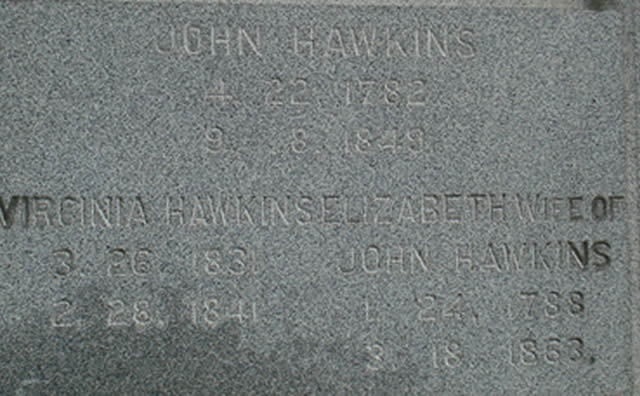 JOHN HAWKINS
4. 22. 1782
9. 8. 1849
VIRGINIA HAWKINS
3. 26. 1831
2. 28. 1841
ELIZABETH WIFE OF
JOHN HAWKINS
1. 24. 1788
3. 18. 1863.